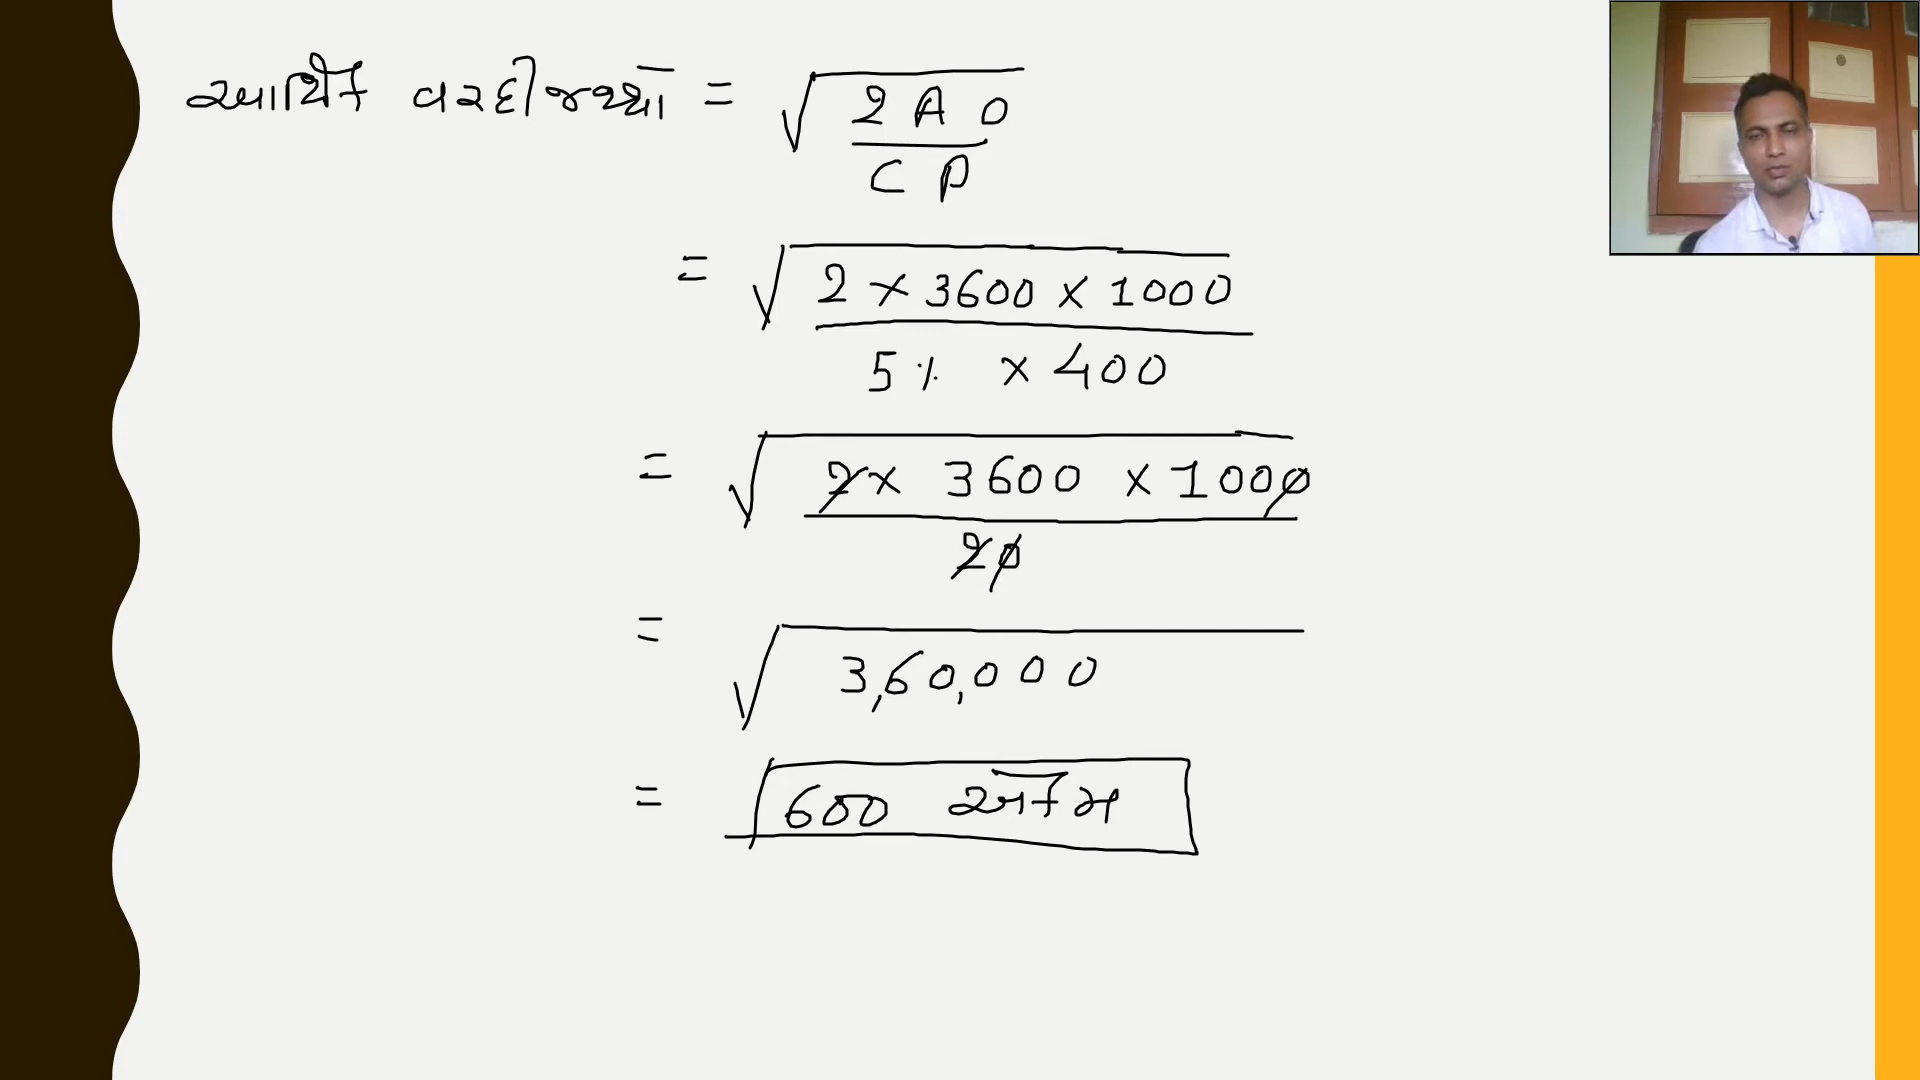 આર્થિક વરદી જથ્થો = √(2 A O / C P)
= √(2 × 3600 × 1000 / 5% × 400)
= √(2 × 3600 × 1000 / 20)
= √3,60,000
= 600 એકમ